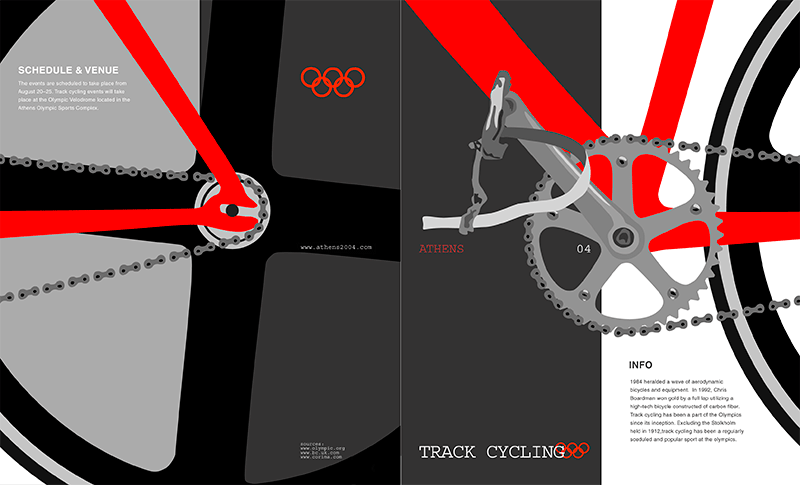 SCHEDULE & VENUE
The events are scheduled to take place from
August 20–25. Track cycling events will take
place at the Olympic Velodrome located in the
Athens Olympic Sports Complex.
www.athens2004.com
sources:
www.olympic.org
www.bc.uk.com
www.corima.com
ATHENS 04
INFO
1984 heralded a wave of aerodynamic
bicycles and equipment. In 1992, Chris
Boardman won gold by a full lap utilizing a
high-tech bicycle constructed of carbon fiber.
Track cycling has been a part of the Olympics
since its inception. Excluding the Stolkholm
held in 1912,track cycling has been a regularly
sceduled and popular sport at the olympics.
TRACK CYCLING